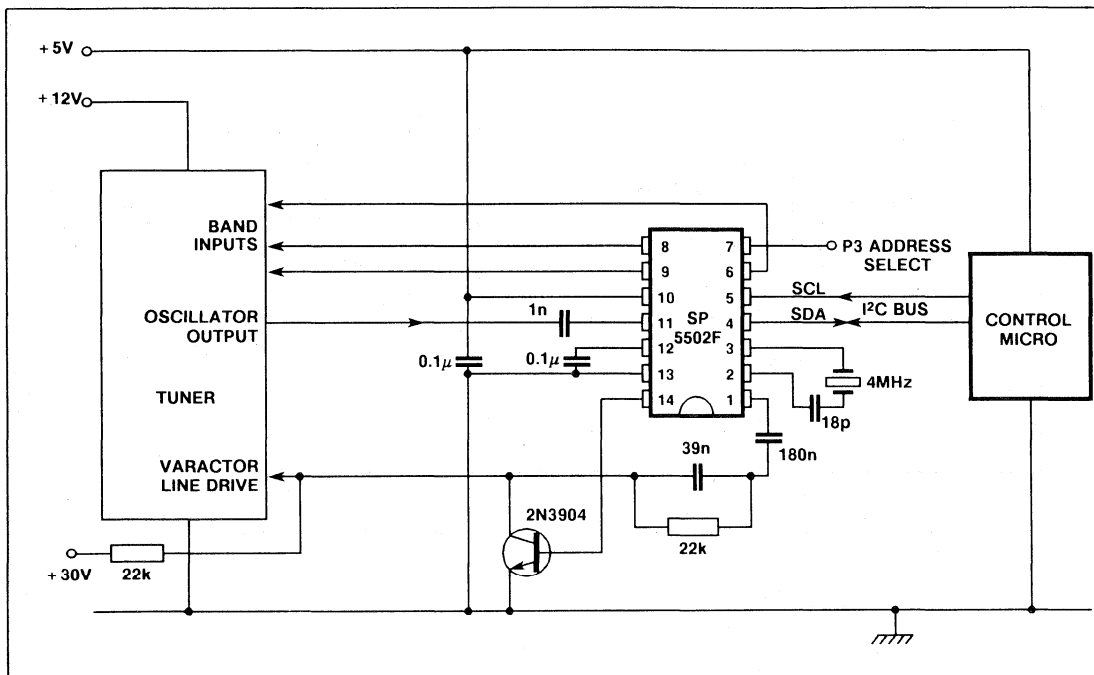 + 5V
+ 12V
BAND
INPUTS
OSCILLATOR
OUTPUT
TUNER
VARACTOR
LINE DRIVE
+ 30V
22k
0.1µ
0.1µ
1n
8
9
10
11
12
13
14
SP
5502F
7
6
5
4
3
2
1
P3 ADDRESS
SELECT
SCL
SDA
I²C BUS
CONTROL
MICRO
4MHz
18p
180n
39n
22k
2N3904